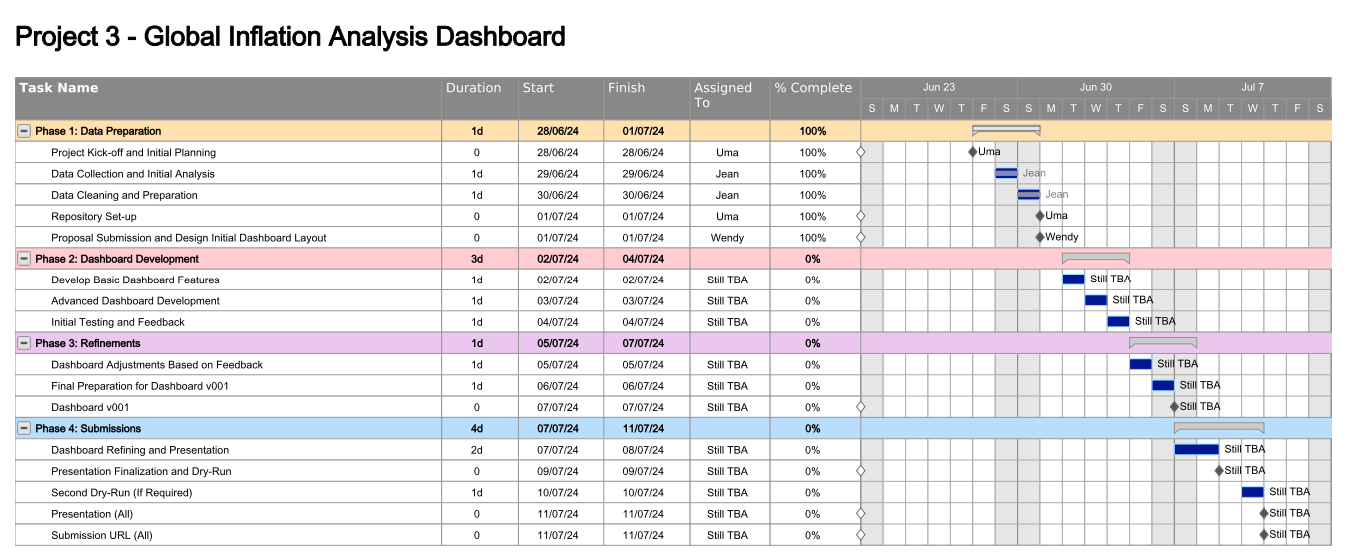 Project 3 - Global Inflation Analysis Dashboard
Task Name Duration Start Finish Assigned To % Complete Jun 23 Jun 30 Jul 7
S M T W T F S S M T W T F S S M T W T F S
Phase 1: Data Preparation 1d 28/06/24 01/07/24 100%
Project Kick-off and Initial Planning 0 28/06/24 28/06/24 Uma 100% Uma
Data Collection and Initial Analysis 1d 29/06/24 29/06/24 Jean 100% Jean
Data Cleaning and Preparation 1d 30/06/24 30/06/24 Jean 100% Jean
Repository Set-up 0 01/07/24 01/07/24 Uma 100% Uma
Proposal Submission and Design Initial Dashboard Layout 0 01/07/24 01/07/24 Wendy 100% Wendy
Phase 2: Dashboard Development 3d 02/07/24 04/07/24 0%
Develop Basic Dashboard Features 1d 02/07/24 02/07/24 Still TBA 0% Still TBA
Advanced Dashboard Development 1d 03/07/24 03/07/24 Still TBA 0% Still TBA
Initial Testing and Feedback 1d 04/07/24 04/07/24 Still TBA 0% Still TBA
Phase 3: Refinements 1d 05/07/24 07/07/24 0%
Dashboard Adjustments Based on Feedback 1d 05/07/24 05/07/24 Still TBA 0% Still TBA
Final Preparation for Dashboard v001 1d 06/07/24 06/07/24 Still TBA 0% Still TBA
Dashboard v001 0 07/07/24 07/07/24 Still TBA 0% Still TBA
Phase 4: Submissions 4d 07/07/24 11/07/24 0%
Dashboard Refining and Presentation 2d 07/07/24 08/07/24 Still TBA 0% Still TBA
Presentation Finalization and Dry-Run 0 09/07/24 09/07/24 Still TBA 0% Still TBA
Second Dry-Run (If Required) 1d 10/07/24 10/07/24 Still TBA 0% Still TBA
Presentation (All) 0 11/07/24 11/07/24 Still TBA 0% Still TBA
Submission URL (All) 0 11/07/24 11/07/24 Still TBA 0% Still TBA